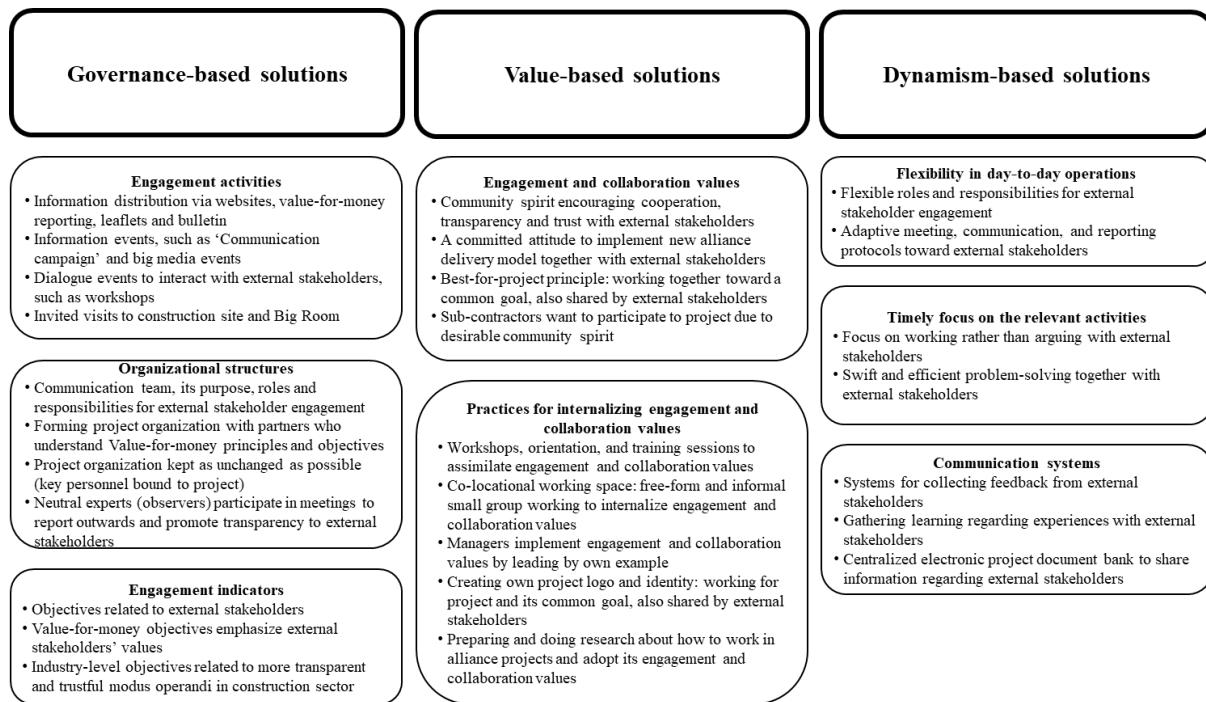 Governance-based solutions
Engagement activities
• Information distribution via websites, value-for-money
reporting, leaflets and bulletin
• Information events, such as ‘Communication
campaign’ and big media events
• Dialogue events to interact with external stakeholders,
such as workshops
• Invited visits to construction site and Big Room
Organizational structures
• Communication team, its purpose, roles and
responsibilities for external stakeholder engagement
• Forming project organization with partners who
understand Value-for-money principles and objectives
• Project organization kept as unchanged as possible
(key personnel bound to project)
• Neutral experts (observers) participate in meetings to
report outwards and promote transparency to external
stakeholders
Engagement indicators
• Objectives related to external stakeholders
• Value-for-money objectives emphasize external
stakeholders’ values
• Industry-level objectives related to more transparent
and trustful modus operandi in construction sector
Value-based solutions
Engagement and collaboration values
• Community spirit encouraging cooperation,
transparency and trust with external stakeholders
• A committed attitude to implement new alliance
delivery model together with external stakeholders
• Best-for-project principle: working together toward a
common goal, also shared by external stakeholders
• Sub-contractors want to participate to project due to
desirable community spirit
Practices for internalizing engagement and
collaboration values
• Workshops, orientation, and training sessions to
assimilate engagement and collaboration values
• Co-locational working space: free-form and informal
small group working to internalize engagement and
collaboration values
• Managers implement engagement and collaboration
values by leading by own example
• Creating own project logo and identity: working for
project and its common goal, also shared by external
stakeholders
• Preparing and doing research about how to work in
alliance projects and adopt its engagement and
collaboration values
Dynamism-based solutions
Flexibility in day-to-day operations
• Flexible roles and responsibilities for external
stakeholder engagement
• Adaptive meeting, communication, and reporting
protocols toward external stakeholders
Timely focus on the relevant activities
• Focus on working rather than arguing with external
stakeholders
• Swift and efficient problem-solving together with
external stakeholders
Communication systems
• Systems for collecting feedback from external
stakeholders
• Gathering learning regarding experiences with external
stakeholders
• Centralized electronic project document bank to share
information regarding external stakeholders